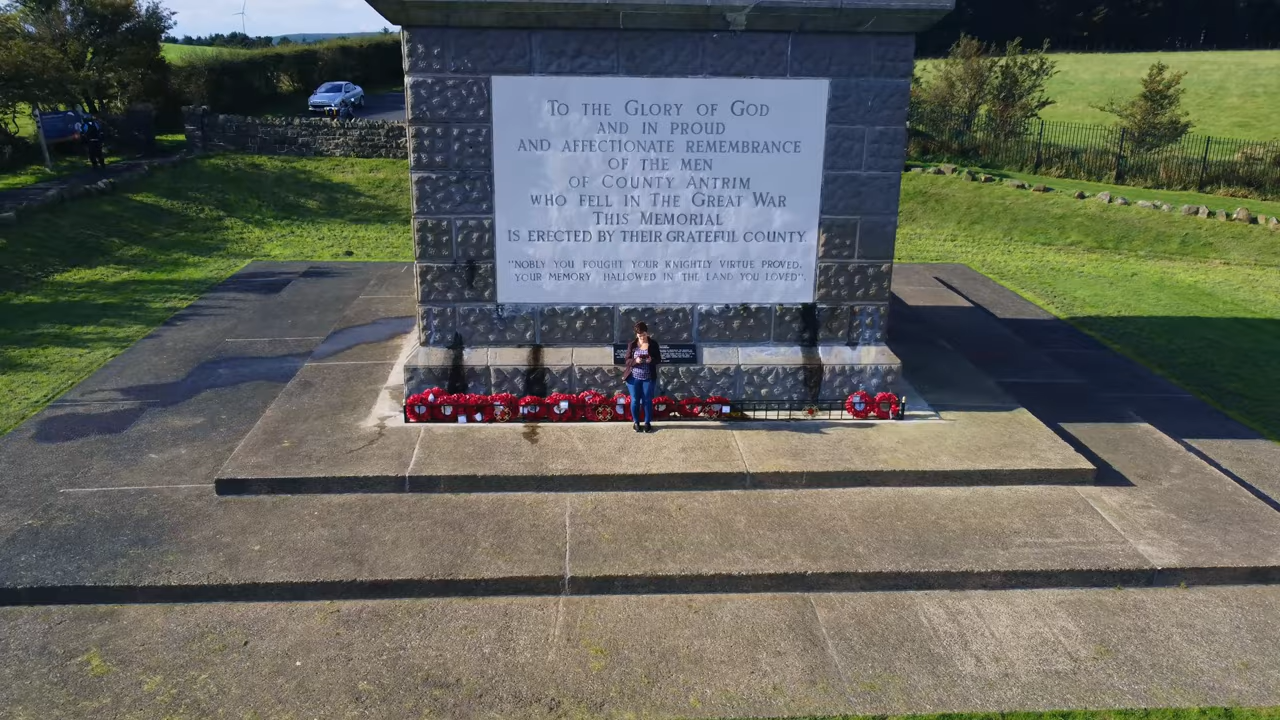 To the Glory of God
and in proud
and affectionate remembrance
of the men
of County Antrim
who fell in The Great War
This Memorial
is erected by their grateful county.
"Nobly you fought your knightly virtue proved.
Your memory hallowed in the land you loved".